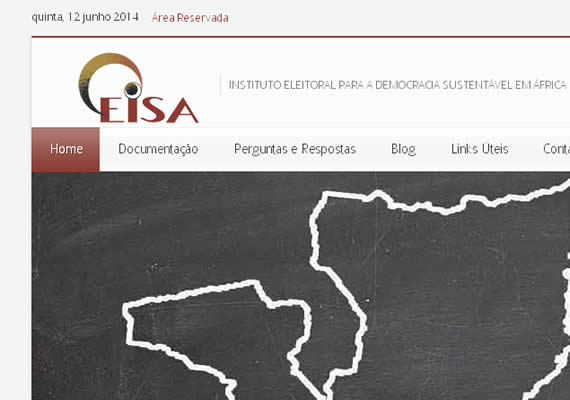 quinta, 12 junho 2014 Área Reservada
EISA
INSTITUTO ELEITORAL PARA A DEMOCRACIA SUSTENTÁVEL EM ÁFRICA
Home Documentação Perguntas e Respostas Blog Links Úteis Conta